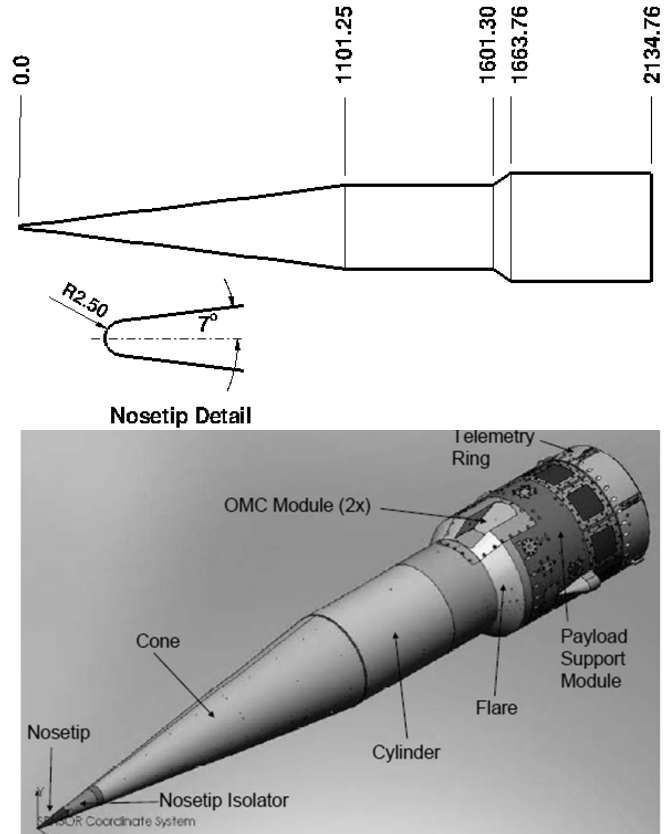 0.0
1101.25
1601.30
1663.76
2134.76
R2.50
7°
Nosetip Detail
Telemetry
Ring
OMC Module (2x)
Cone
Payload
Support
Module
Flare
Nosetip
Cylinder
Nosetip Isolator
Y
SENSOR Coordinate System